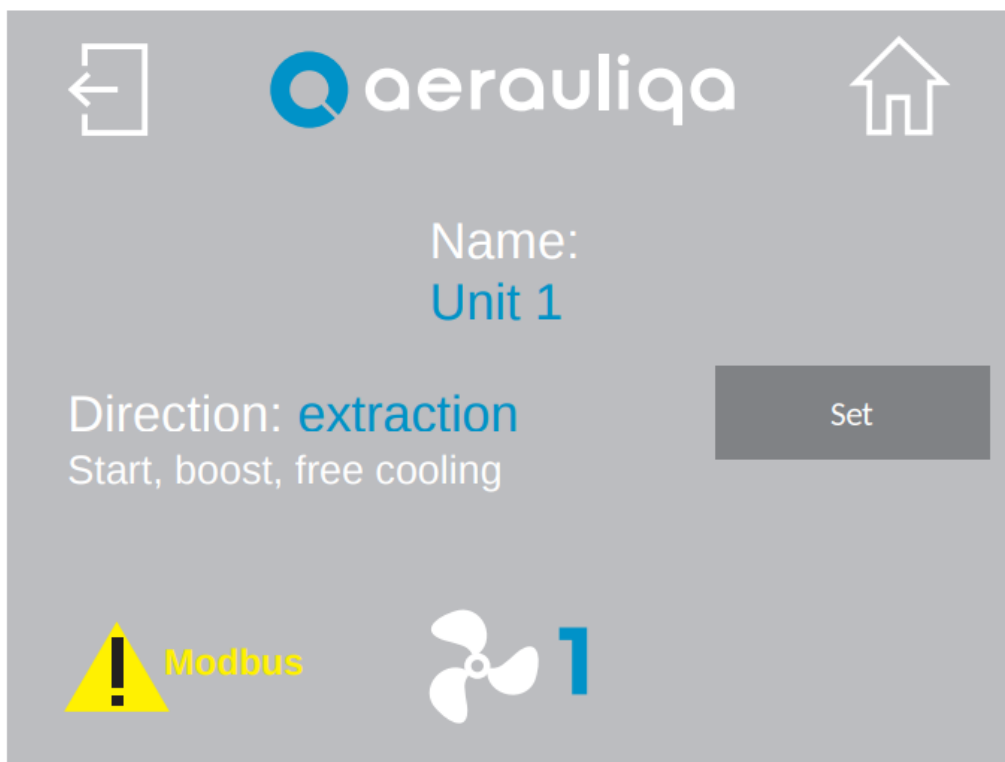 aerauliqa
Name:
Unit 1
Direction: extraction
Set
Start, boost, free cooling
! Modbus
1